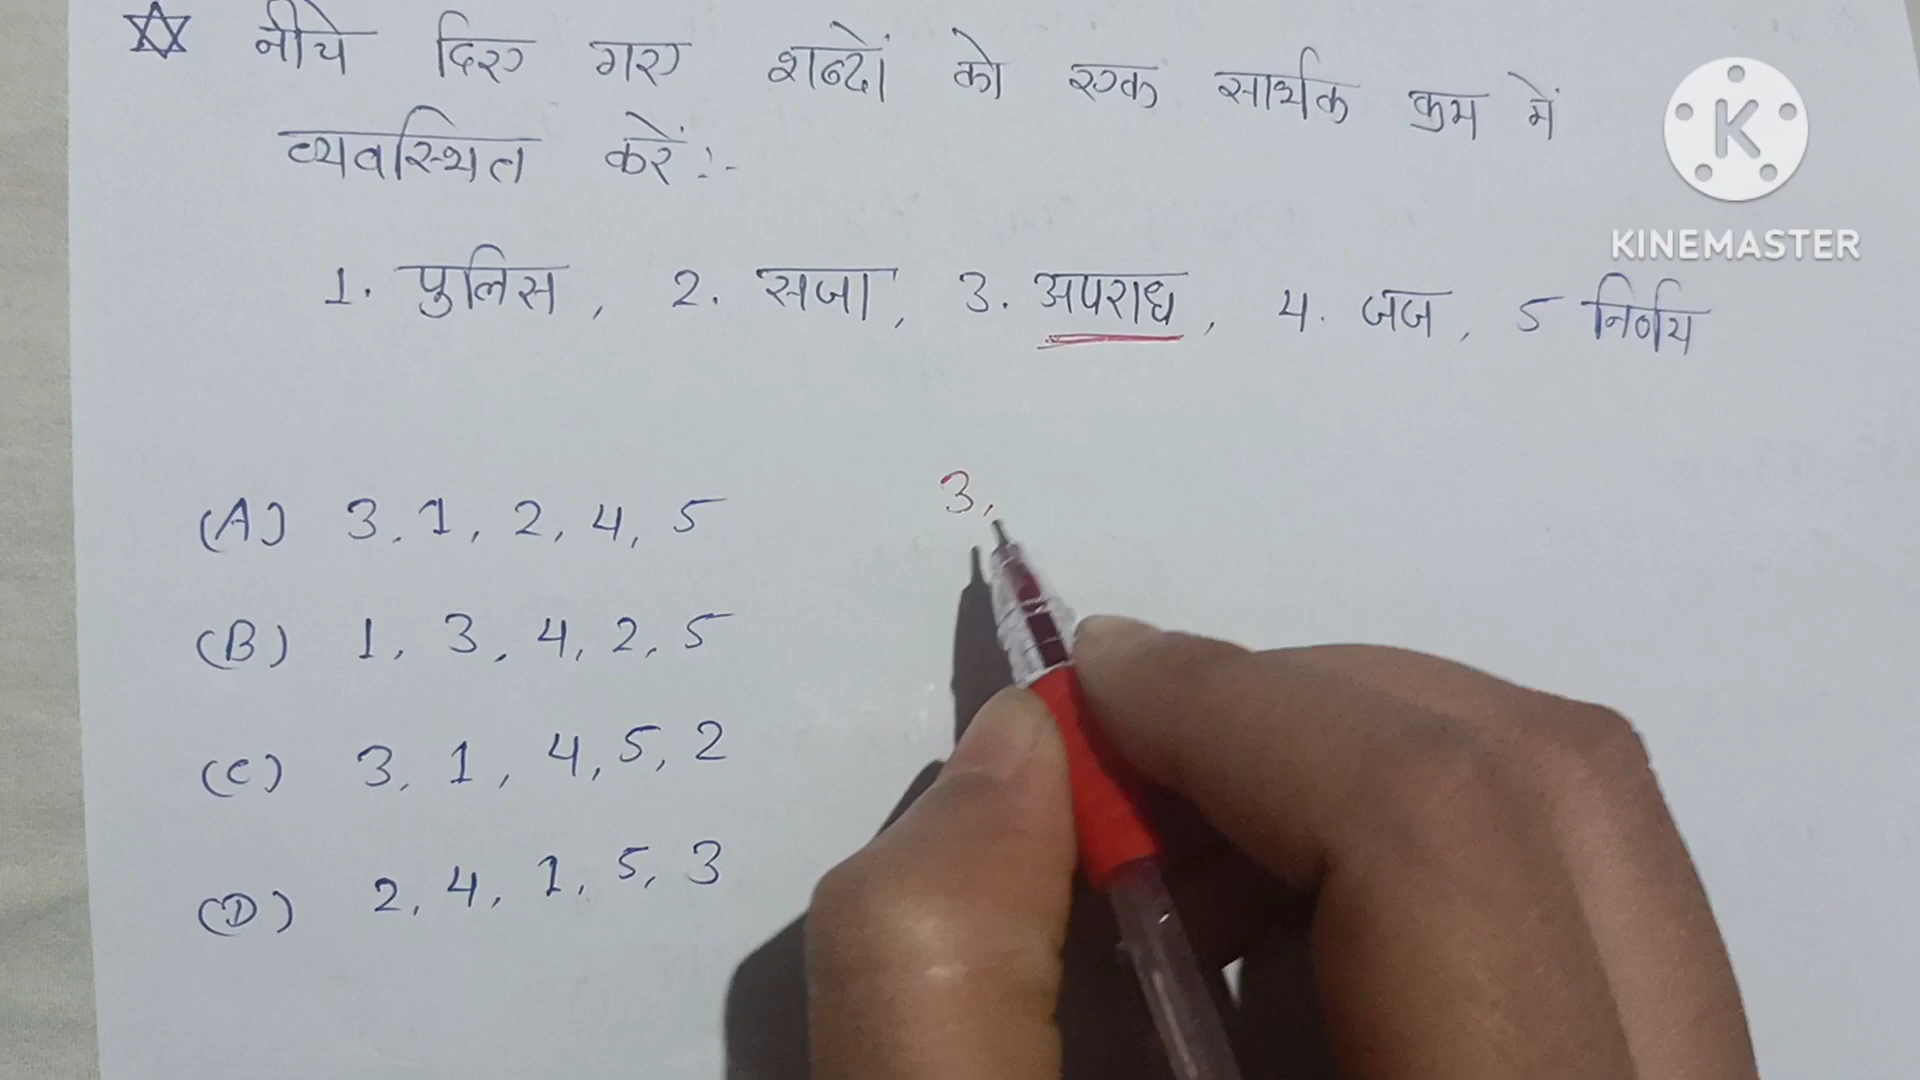 नीचे दिए गए शब्दों को एक सार्थक क्रम में
व्यवस्थित करें:-
1. पुलिस, 2. सजा, 3. अपराध, 4. जज, 5 निर्णय
(A) 3, 1, 2, 4, 5
3,
(B) 1, 3, 4, 2, 5
(C) 3, 1, 4, 5, 2
(D) 2, 4, 1, 5, 3
K
KINEMASTER